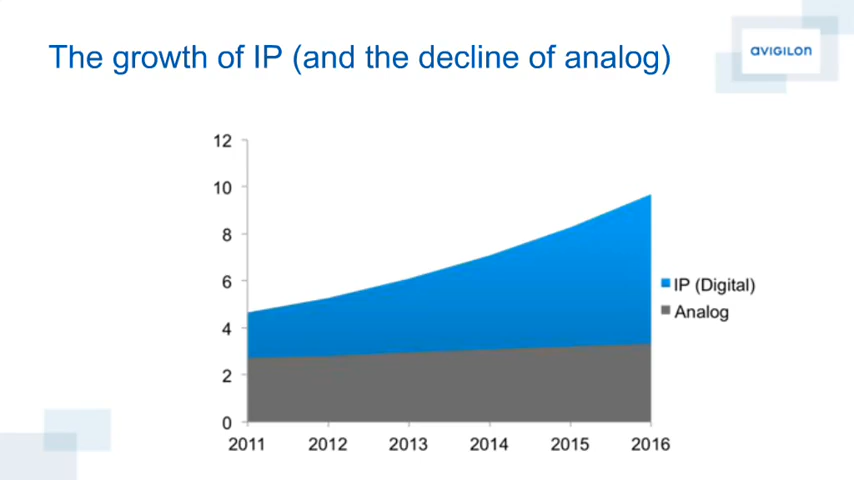 The growth of IP (and the decline of analog)
avigilon
12
10
8
6
4
2
0
2011 2012 2013 2014 2015 2016
IP (Digital)
Analog